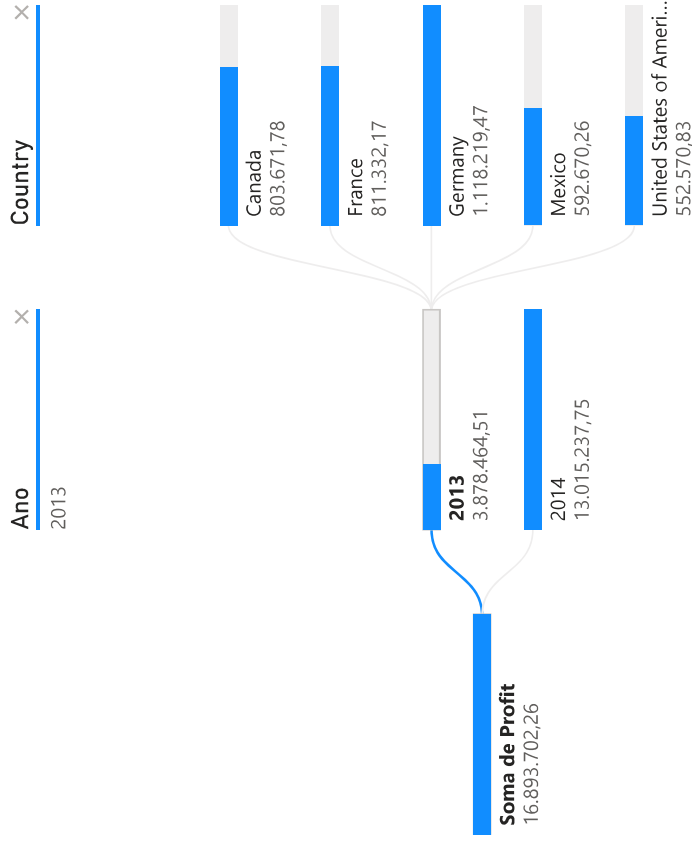 Ano
2013
Country
Soma de Profit
16.893.702,26
2013
3.878.464,51
2014
13.015.237,75
Canada
803.671,78
France
811.332,17
Germany
1.118.219,47
Mexico
592.670,26
United States of Ameri...
552.570,83